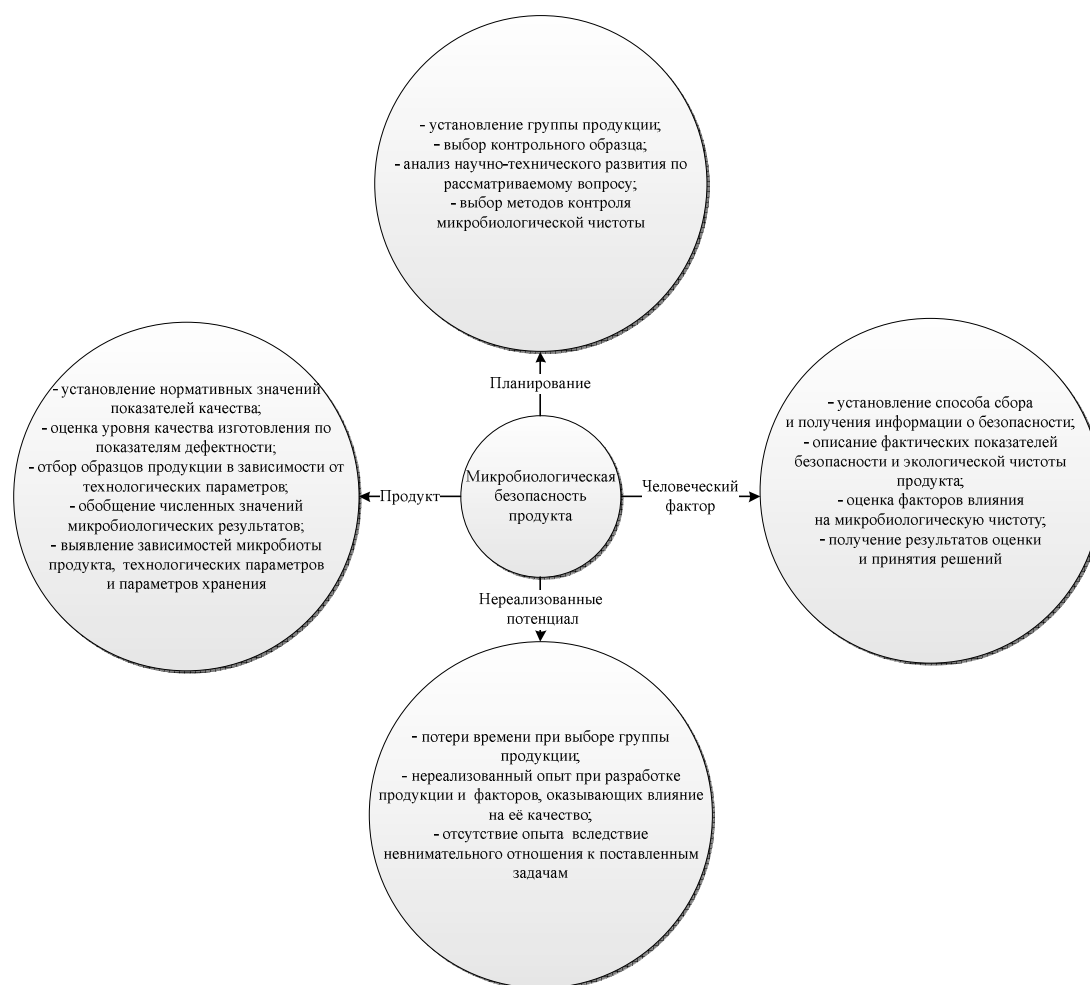 - установление группы продукции;
- выбор контрольного образца;
- анализ научно-технического развития по
рассматриваемому вопросу;
- выбор методов контроля
микробиологической чистоты
Планирование
- установление нормативных значений
показателей качества;
- оценка уровня качества изготовления по
показателям дефектности;
- отбор образцов продукции в зависимости от
технологических параметров;
- обобщение численных значений
микробиологических результатов;
- выявление зависимостей микробиоты
продукта, технологических параметров
и параметров хранения
Продукт
Микробиологическая
безопасность
продукта
Человеческий
фактор
- установление способа сбора
и получения информации о безопасности;
- описание фактических показателей
безопасности и экологической чистоты
продукта;
- оценка факторов влияния
на микробиологическую чистоту;
- получение результатов оценки
и принятия решений
Нереализованные
потенциал
- потери времени при выборе группы
продукции;
- нереализованный опыт при разработке
продукции и факторов, оказывающих влияние
на её качество;
- отсутствие опыта вследствие
невнимательного отношения к поставленным
задачам